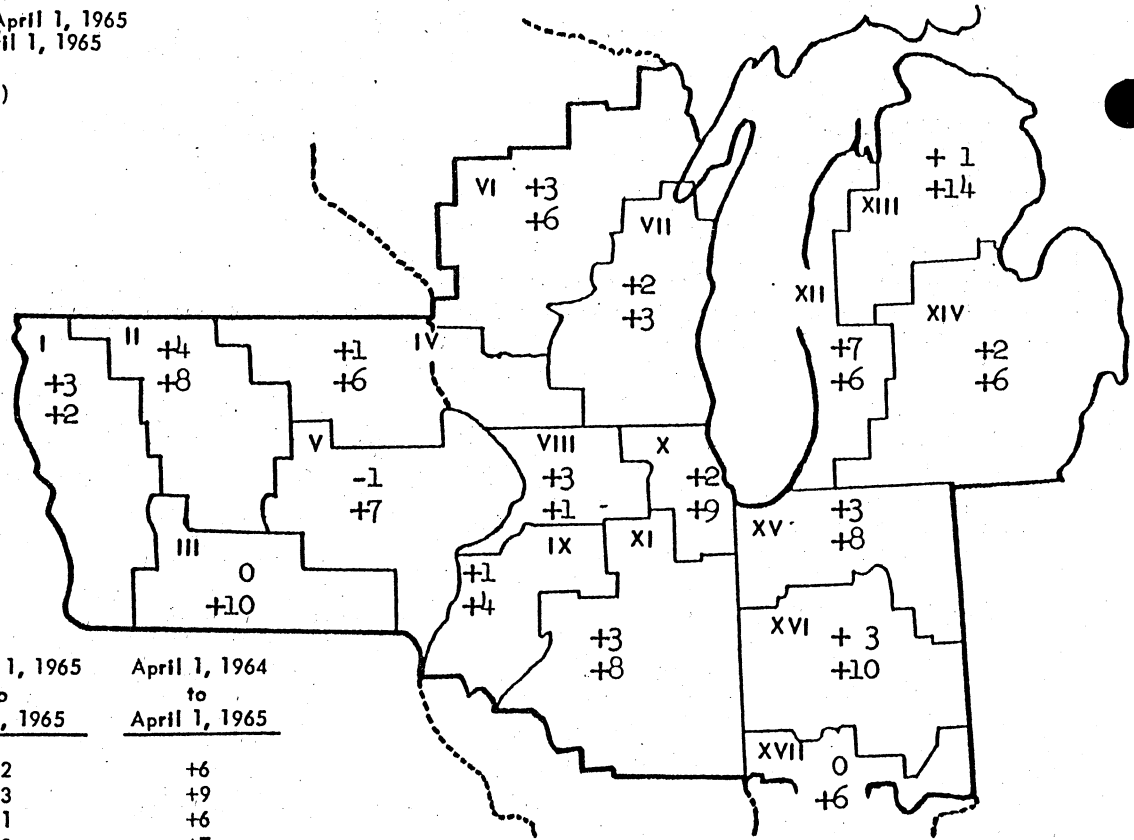 April 1, 1965
1, 1965
)
+ 1
+14
VI +3
+6
XIII
VII
+2
+3
XII
XIV
I
II
+4
+8
+1
+6
IV
+3
+2
+7
+6
+2
+6
V
-1
+7
VIII
+3
+1
X
+2
+9
XV
+3
+8
III
0
+10
IX
XI
+1
+4
+3
+8
XVI
+ 3
+10
XVII
0
+6
1, 1965 April 1, 1964
to
, 1965 April 1, 1965
2 +6
3 +9
1 +6